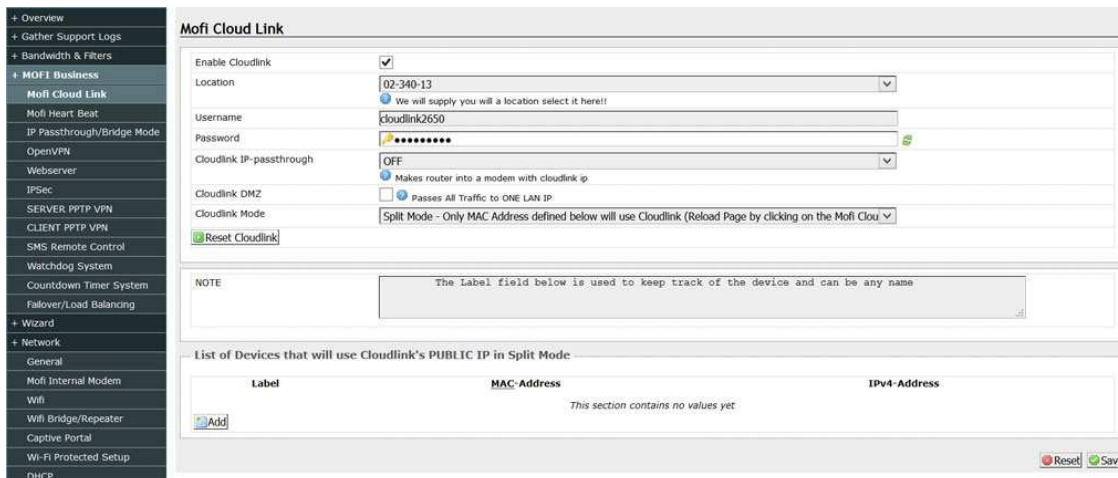 + Overview
+ Gather Support Logs
+ Bandwidth & Filters
+ MOFI Business
Mofi Cloud Link
Mofi Heart Beat
IP Passthrough/Bridge Mode
OpenVPN
Webserver
IPSec
SERVER PPTP VPN
CLIENT PPTP VPN
SMS Remote Control
Watchdog System
Countdown Timer System
Failover/Load Balancing
+ Wizard
+ Network
General
Mofi Internal Modem
Wifi
Wifi Bridge/Repeater
Captive Portal
Wi-Fi Protected Setup
DHCP
Mofi Cloud Link
Enable Cloudlink
Location 02-340-13
We will supply you will a location select it here!!
Username cloudlink2650
Password •••••••••
Cloudlink IP-passthrough OFF
Makes router into a modem with cloudlink ip
Cloudlink DMZ Passes All Traffic to ONE LAN IP
Cloudlink Mode Split Mode - Only MAC Address defined below will use Cloudlink (Reload Page by clicking on the Mofi Clou
Reset Cloudlink
NOTE The Label field below is used to keep track of the device and can be any name
List of Devices that will use Cloudlink's PUBLIC IP in Split Mode
Label MAC-Address IPv4-Address
This section contains no values yet
Add
Reset Sav